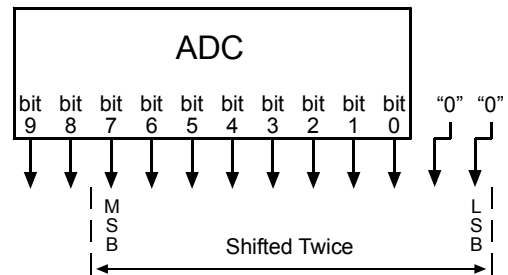 ADC
bit bit bit bit bit bit bit bit bit bit “0” “0”
9 8 7 6 5 4 3 2 1 0
MSB
LSB
Shifted Twice